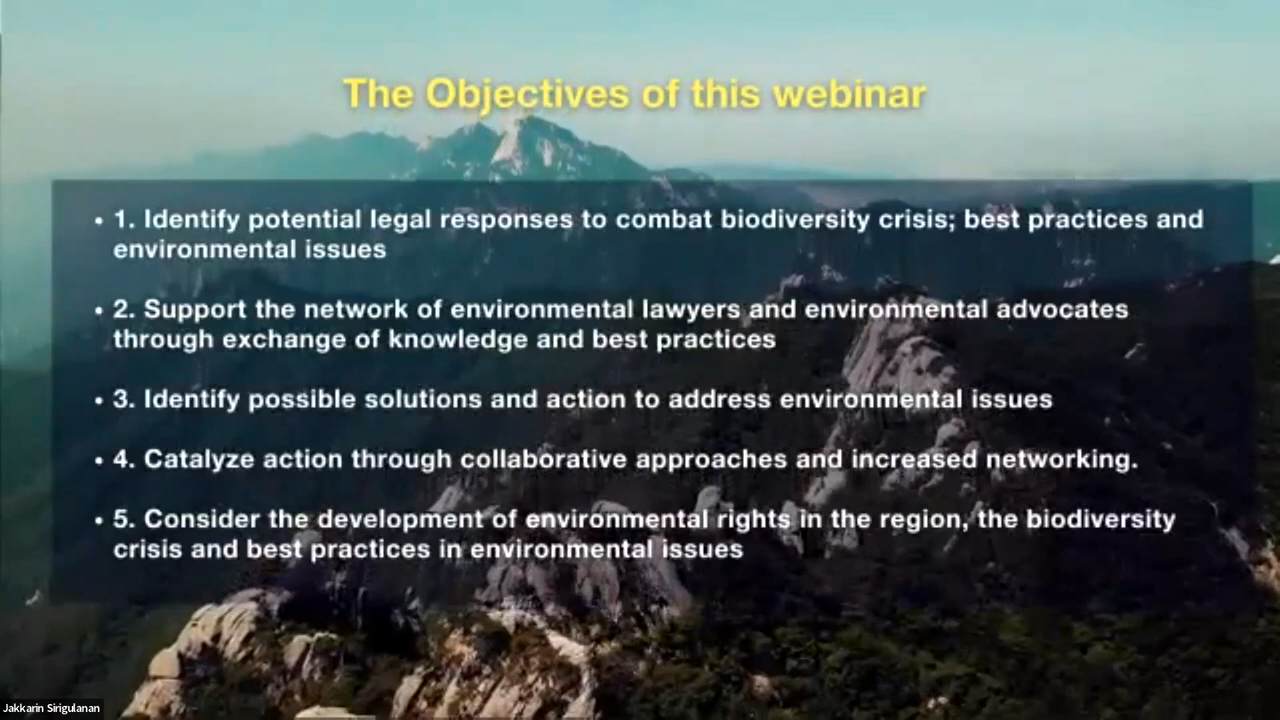 The Objectives of this webinar
• 1. Identify potential legal responses to combat biodiversity crisis; best practices and
environmental issues
• 2. Support the network of environmental lawyers and environmental advocates
through exchange of knowledge and best practices
• 3. Identify possible solutions and action to address environmental issues
• 4. Catalyze action through collaborative approaches and increased networking.
• 5. Consider the development of environmental rights in the region, the biodiversity
crisis and best practices in environmental issues
Jakkarin Sirigulanan